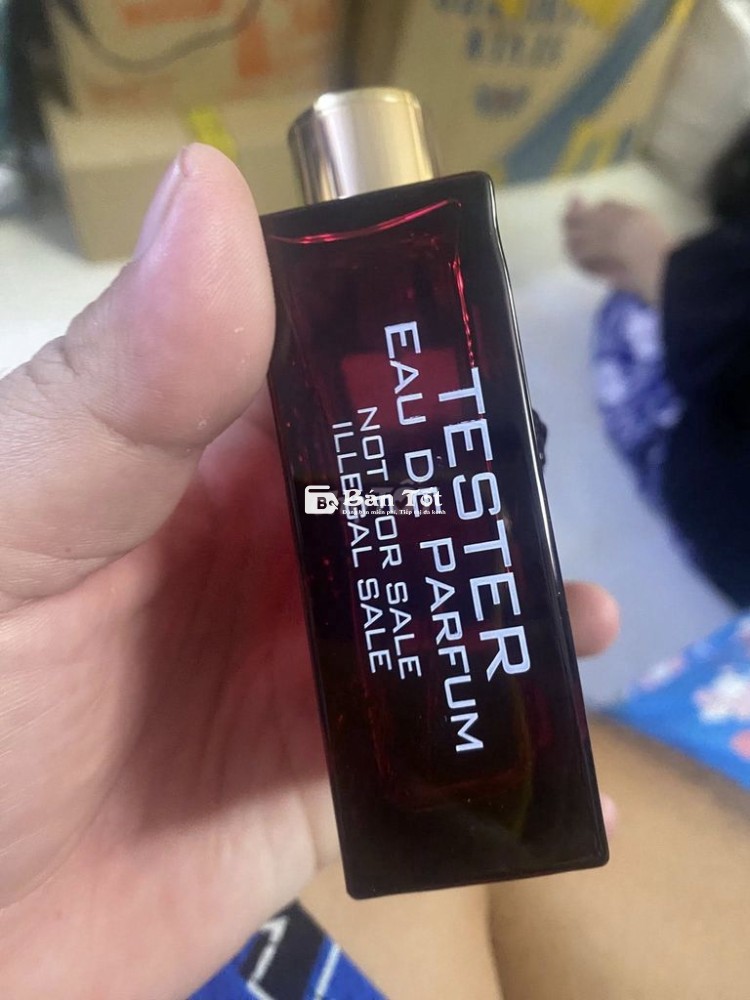 TESTER
EAU DE PARFUM
NOT FOR SALE
ILLEGAL SALE
Bán Tốt